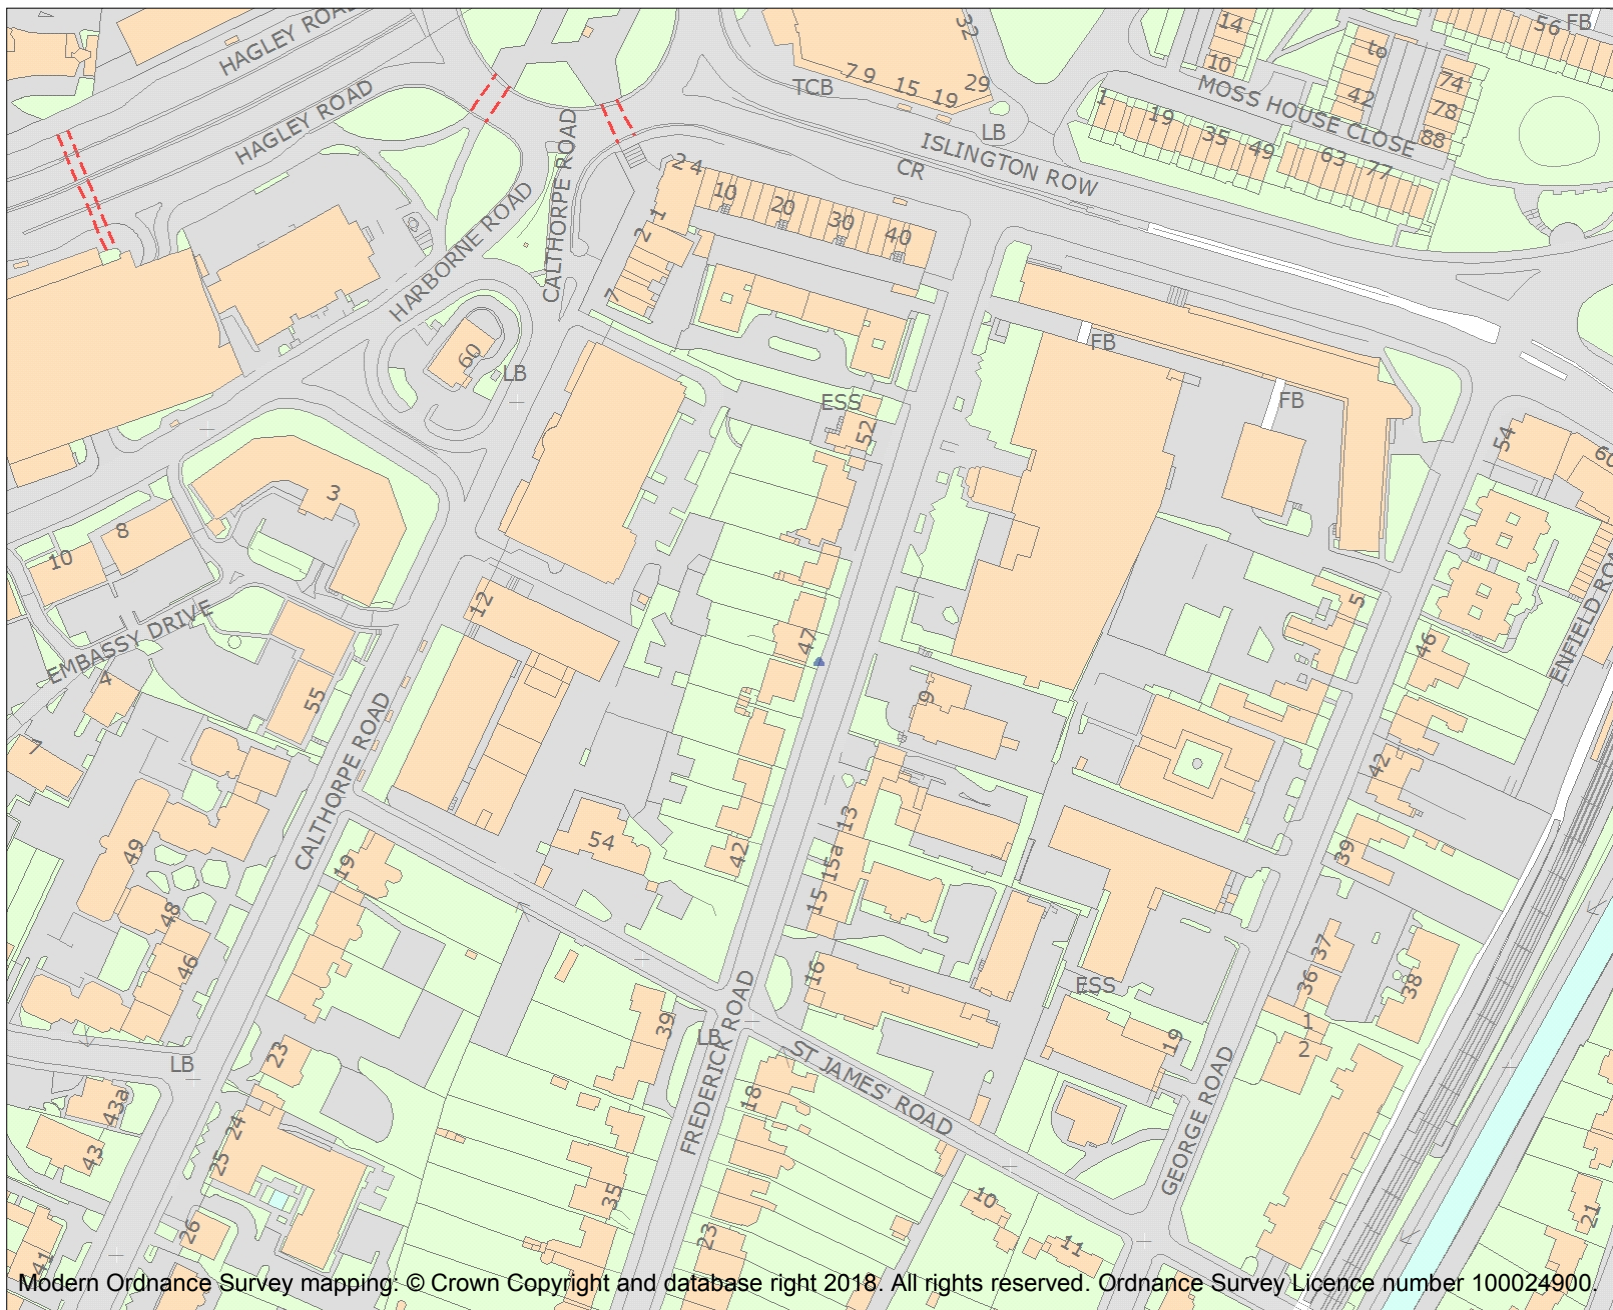 HAGLEY ROAD
HAGLEY ROAD
HARBORNE ROAD
CALTHORPE ROAD
TCB
7 9
15
19
29
32
LB
ISLINGTON ROW
CR
14
10
to
42
56
FB
74
78
88
MOSS HOUSE CLOSE
1
19
35
49
63
77
2 4
10
20
30
40
1
2
7
60
LB
ESS
52
FB
FB
54
60
3
8
10
EMBASSY DRIVE
4
7
55
12
47
9
5
46
42
ENFIELD ROAD
CALTHORPE ROAD
49
48
46
19
54
42
13
15a
15
16
39
37
36
38
1
2
ESS
19
LB
23
39
LB
FREDERICK ROAD
ST JAMES' ROAD
GEORGE ROAD
18
43a
43
24
25
26
41
35
23
10
11
21
Modern Ordnance Survey mapping: © Crown Copyright and database right 2018. All rights reserved. Ordnance Survey Licence number 100024900.